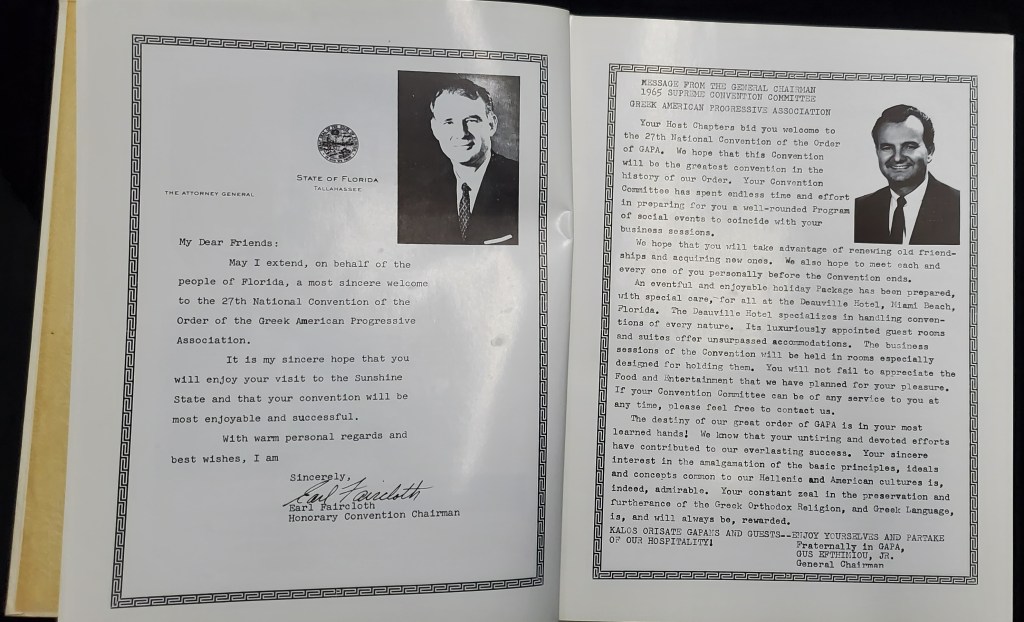 STATE OF FLORIDA
TALLAHASSEE
THE ATTORNEY GENERAL
My Dear Friends:
May I extend, on behalf of the
people of Florida, a most sincere welcome
to the 27th National Convention of the
Order of the Greek American Progressive
Association.
It is my sincere hope that you
will enjoy your visit to the Sunshine
State and that your convention will be
most enjoyable and successful.
With warm personal regards and
best wishes, I am
Sincerely,
Earl Faircloth
Earl Faircloth
Honorary Convention Chairman
MESSAGE FROM THE GENERAL CHAIRMAN
1965 SUPREME CONVENTION COMMITTEE
GREEK AMERICAN PROGRESSIVE ASSOCIATION
Your Host Chapters bid you welcome to
the 27th National Convention of the Order
of GAPA. We hope that this Convention
will be the greatest convention in the
history of our Order. Your Convention
Committee has spent endless time and effort
in preparing for you a well-rounded Program
of social events to coincide with your
business sessions.
We hope that you will take advantage of renewing old friend-
ships and acquiring new ones. We also hope to meet each and
every one of you personally before the Convention ends.
An eventful and enjoyable holiday Package has been prepared,
with special care, for all at the Deauville Hotel, Miami Beach,
Florida. The Deauville Hotel specializes in handling conven-
tions of every nature. Its luxuriously appointed guest rooms
and suites offer unsurpassed accommodations. The business
sessions of the Convention will be held in rooms especially
designed for holding them. You will not fail to appreciate the
Food and Entertainment that we have planned for your pleasure.
If your Convention Committee can be of any service to you at
any time, please feel free to contact us.
The destiny of our great order of GAPA is in your most
learned hands! We know that your untiring and devoted efforts
have contributed to our everlasting success. Your sincere
interest in the amalgamation of the basic principles, ideals
and concepts common to our Hellenic and American cultures is,
indeed, admirable. Your constant zeal in the preservation and
furtherance of the Greek Orthodox Religion, and Greek Language,
is, and will always be, rewarded.
KALOS ORISATE GAPANS AND GUESTS--ENJOY YOURSELVES AND PARTAKE
OF OUR HOSPITALITY!
Fraternally in GAPA,
GUS EFTHIMIOU, JR.
General Chairman